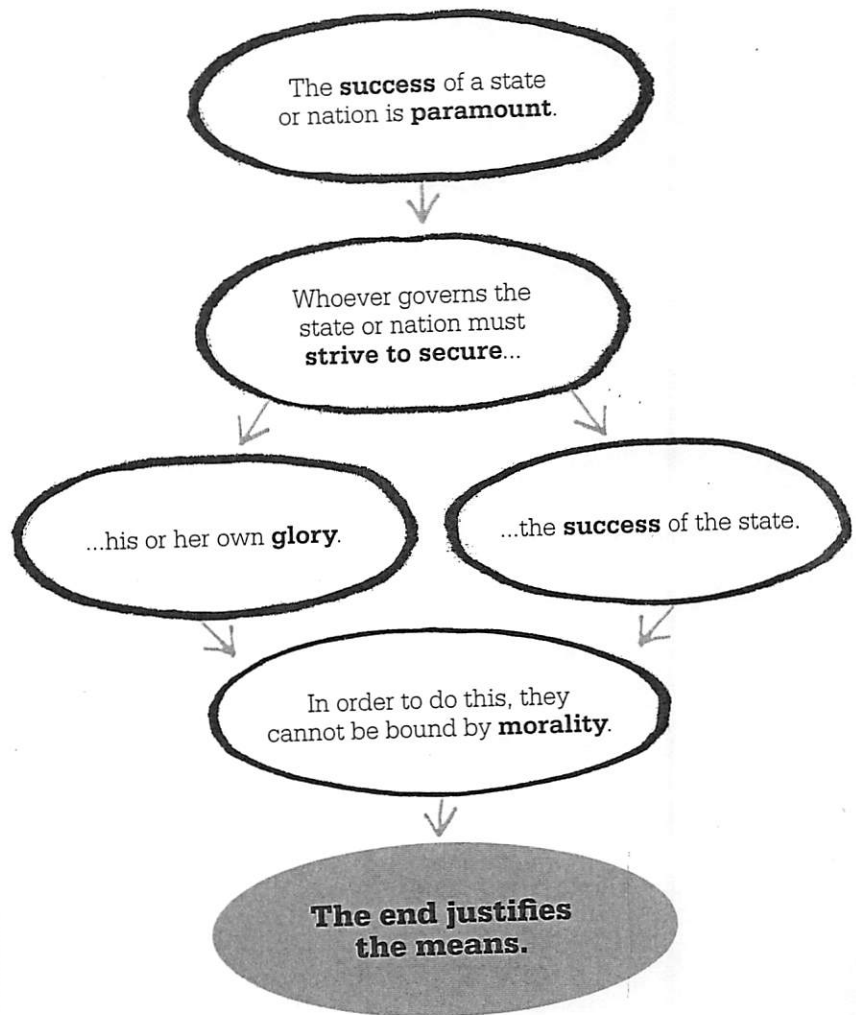 The success of a state
or nation is paramount.
Whoever governs the
state or nation must
strive to secure...
...his or her own glory.
...the success of the state.
In order to do this, they
cannot be bound by morality.
The end justifies
the means.